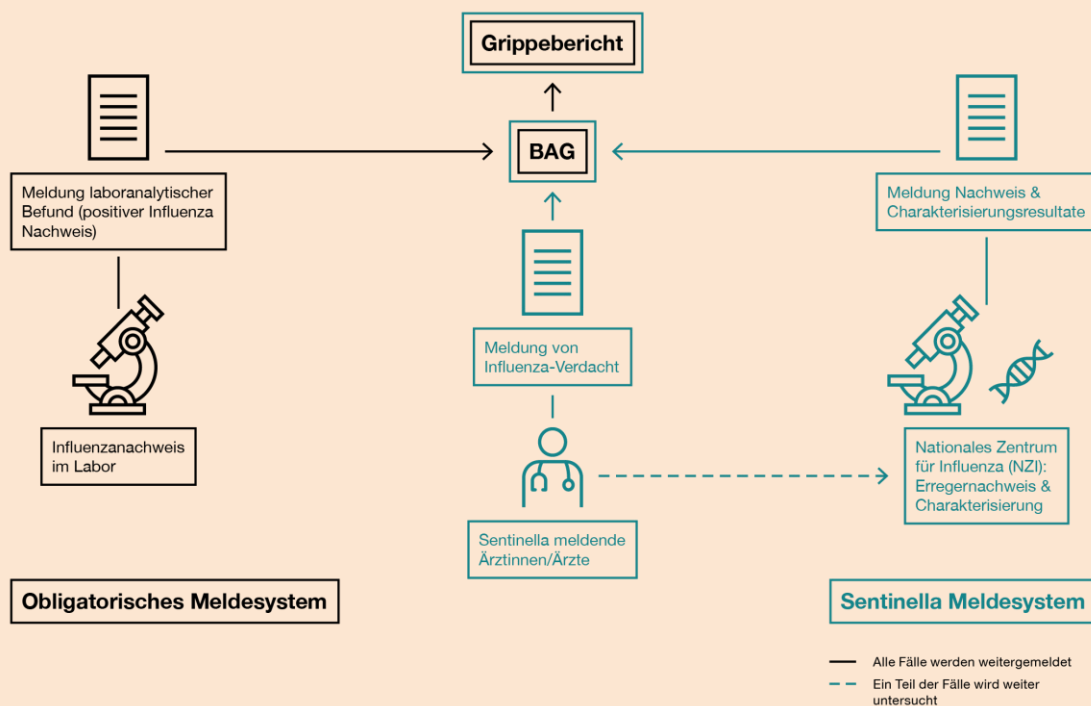 Grippebericht
BAG
Meldung laboranalytischer
Befund (positiver Influenza
Nachweis)
Meldung Nachweis &
Charakterisierungsresultate
Meldung von
Influenza-Verdacht
Influenzanachweis
im Labor
Nationales Zentrum
für Influenza (NZI):
Erregernachweis &
Charakterisierung
Sentinella meldende
Ärztinnen/Ärzte
Obligatorisches Meldesystem
Sentinella Meldesystem
Alle Fälle werden weitergemeldet
Ein Teil der Fälle wird weiter
untersucht